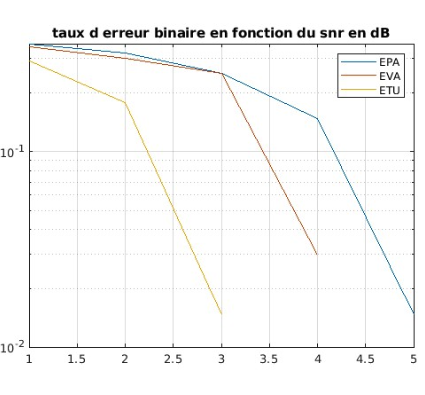 taux d erreur binaire en fonction du snr en dB
EPA
EVA
ETU
10-1
10-2
1 1.5 2 2.5 3 3.5 4 4.5 5